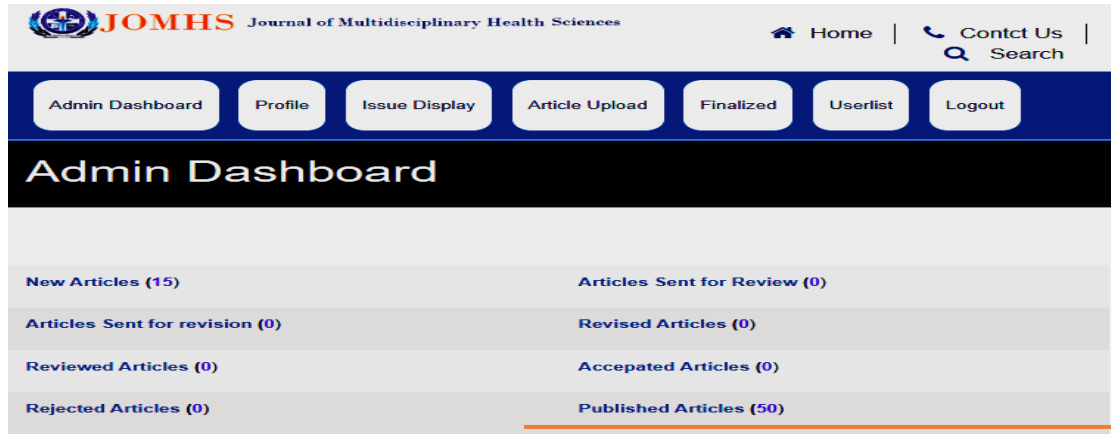 JOMHS Journal of Multidisciplinary Health Sciences
Home | Contct Us |
Search
Admin Dashboard Profile Issue Display Article Upload Finalized Userlist Logout
Admin Dashboard
New Articles (15) Articles Sent for Review (0)
Articles Sent for revision (0) Revised Articles (0)
Reviewed Articles (0) Accepated Articles (0)
Rejected Articles (0) Published Articles (50)